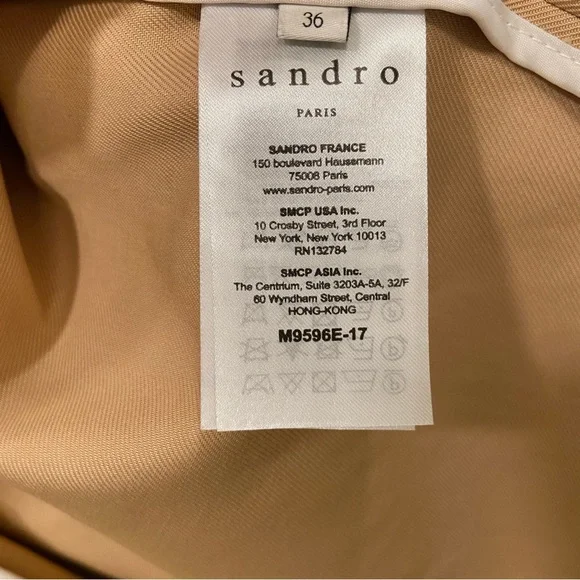 36
sandro
PARIS
SANDRO FRANCE
150 boulevard Haussmann
75008 Paris
www.sandro-paris.com
SMCP USA Inc.
10 Crosby Street, 3rd Floor
New York, New York 10013
RN132784
SMCP ASIA Inc.
The Centrium, Suite 3203A-5A, 32/F
60 Wyndham Street, Central
HONG-KONG
M9596E-17